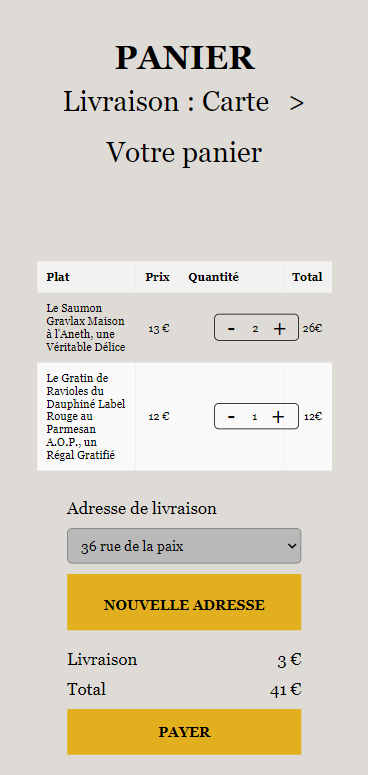 PANIER
Livraison : Carte >
Votre panier
Plat Prix Quantité Total
Le Saumon
Gravlax Maison
à l'Aneth, une
Véritable Délice
13 € - 2 + 26€
Le Gratin de
Ravioles du
Dauphiné Label
Rouge au
Parmesan
A.O.P., un
Régal Gratifié
12 € - 1 + 12€
Adresse de livraison
36 rue de la paix
NOUVELLE ADRESSE
Livraison 3 €
Total 41 €
PAYER